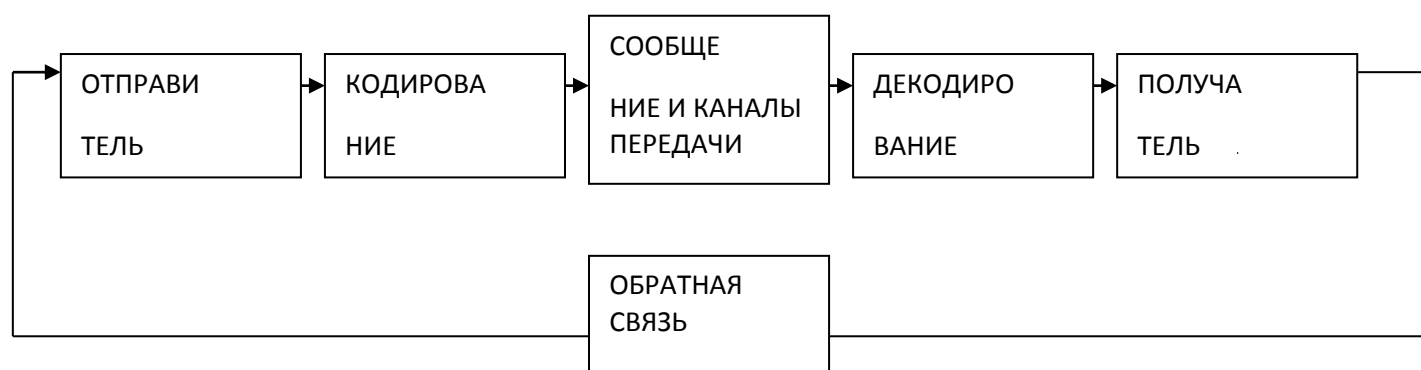 ОТПРАВИ
ТЕЛЬ
КОДИРОВА
НИЕ
СООБЩЕ
НИЕ И КАНАЛЫ
ПЕРЕДАЧИ
ДЕКОДИРО
ВАНИЕ
ПОЛУЧА
ТЕЛЬ .
ОБРАТНАЯ
СВЯЗЬ